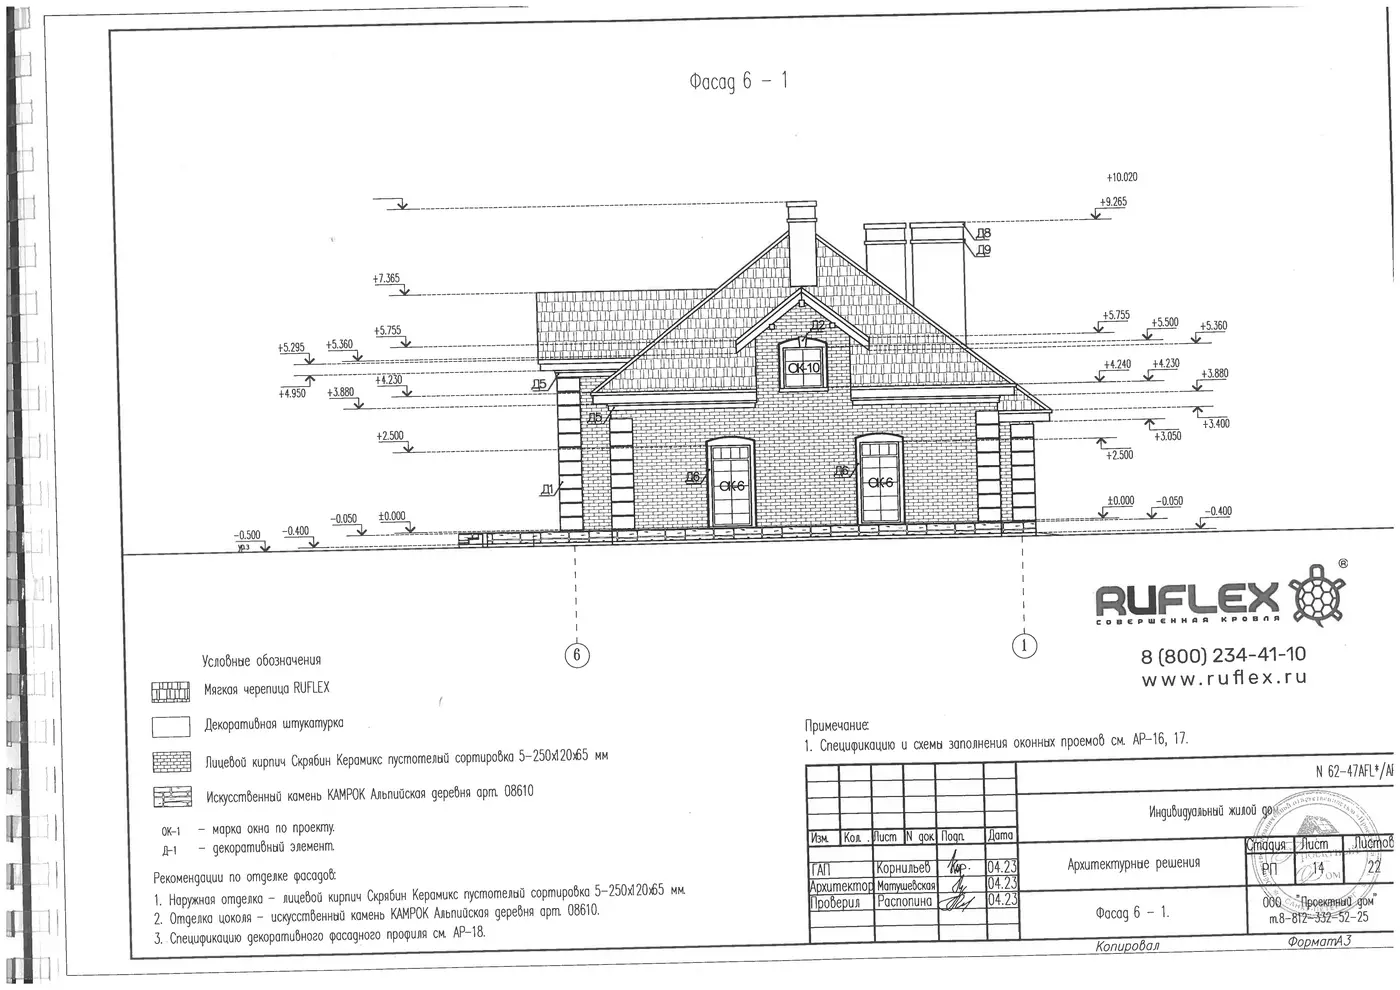 Фасад 6 - 1
+10.020
+9.265
Д8
Д9
+7.365
+5.755
+5.295
+5.360
+4.950
+3.880
+4.230
+2.500
-0.050
±0.000
-0.500
ур.з
-0.400
+5.755
+5.500
+5.360
+4.240
+4.230
+3.880
+3.400
+3.050
+2.500
±0.000
-0.050
-0.400
Д2
ОК-10
Д5
Д5
Д6
ОК-6
Д6
ОК-6
Д1
6
1
RUFLEX ®
СОВЕРШЕННАЯ КРОВЛЯ
8 (800) 234-41-10
www.ruflex.ru
Условные обозначения
Мягкая черепица RUFLEX
Декоративная штукатурка
Лицевой кирпич Скрябин Керамикс пустотелый сортировка 5-250х120х65 мм
Искусственный камень КАМРОК Альпийская деревня арт. 08610
ОК-1 - марка окна по проекту.
Д-1 - декоративный элемент.
Рекомендации по отделке фасадов:
1. Наружная отделка - лицевой кирпич Скрябин Керамикс пустотелый сортировка 5-250х120х65 мм.
2. Отделка цоколя - искусственный камень КАМРОК Альпийская деревня арт. 08610.
3. Спецификацию декоративного фасадного профиля см. АР-18.
Примечание:
1. Спецификацию и схемы заполнения оконных проемов см. АР-16, 17.
N 62-47AFL*/АР
Индивидуальный жилой дом
Изм. Кол. Лист N док Подп. Дата
ГАП Корнильев 04.23
Архитектор Матушевская 04.23
Проверил Распопина 04.23
Архитектурные решения
Стадия Лист Листов
РП 14 22
Фасад 6 - 1.
ООО "Проектный дом"
т.8-812-332-52-25
Копировал
Формат А3